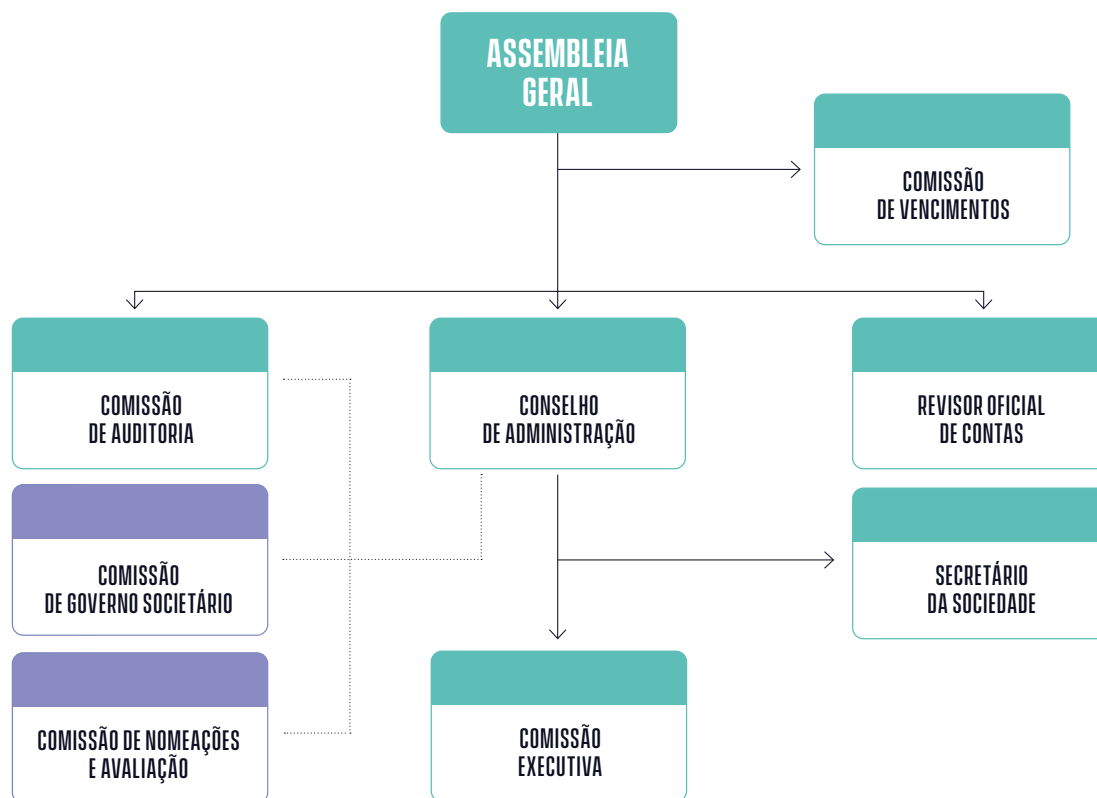 ASSEMBLEIA
GERAL
COMISSÃO
DE VENCIMENTOS
COMISSÃO
DE AUDITORIA
CONSELHO
DE ADMINISTRAÇÃO
REVISOR OFICIAL
DE CONTAS
COMISSÃO
DE GOVERNO SOCIETÁRIO
SECRETÁRIO
DA SOCIEDADE
COMISSÃO DE NOMEAÇÕES
E AVALIAÇÃO
COMISSÃO
EXECUTIVA